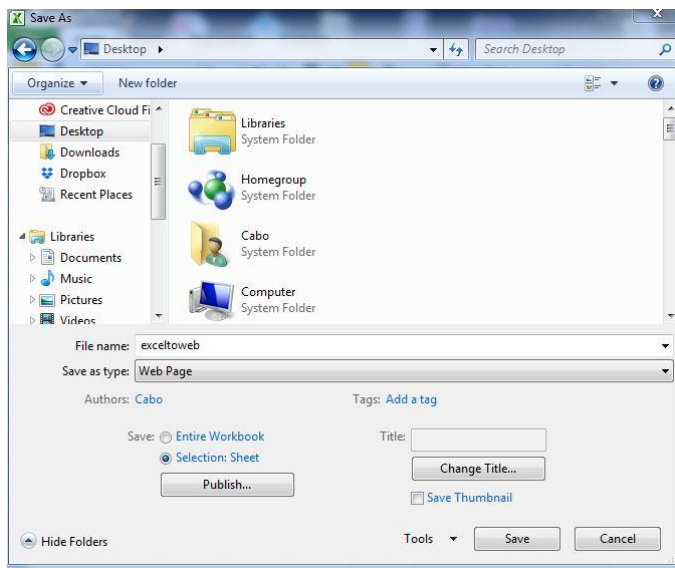 Save As
Desktop
Search Desktop
Organize
New folder
Creative Cloud Fi
Desktop
Downloads
Dropbox
Recent Places
Libraries
Documents
Music
Pictures
Videos
Libraries
System Folder
Homegroup
System Folder
Cabo
System Folder
Computer
System Folder
File name: exceltoweb
Save as type: Web Page
Authors: Cabo
Tags: Add a tag
Save: Entire Workbook
Selection: Sheet
Publish...
Title:
Change Title...
Save Thumbnail
Hide Folders
Tools
Save
Cancel